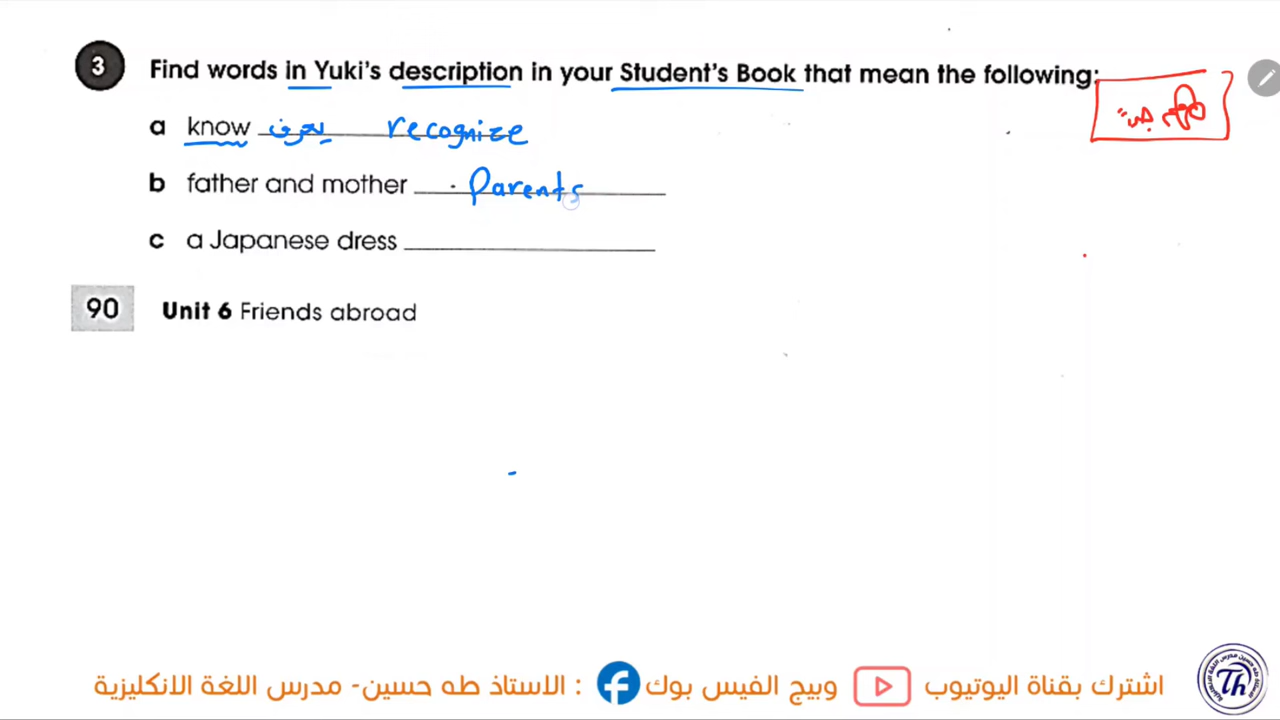 3 Find words in Yuki's description in your Student's Book that mean the following:
a know يعرف recognize
b father and mother Parents
c a Japanese dress
90 Unit 6 Friends abroad
اشترك بقناة اليوتيوب وبيج الفيس بوك : الاستاذ طه حسين- مدرس اللغة الانكليزية
Th